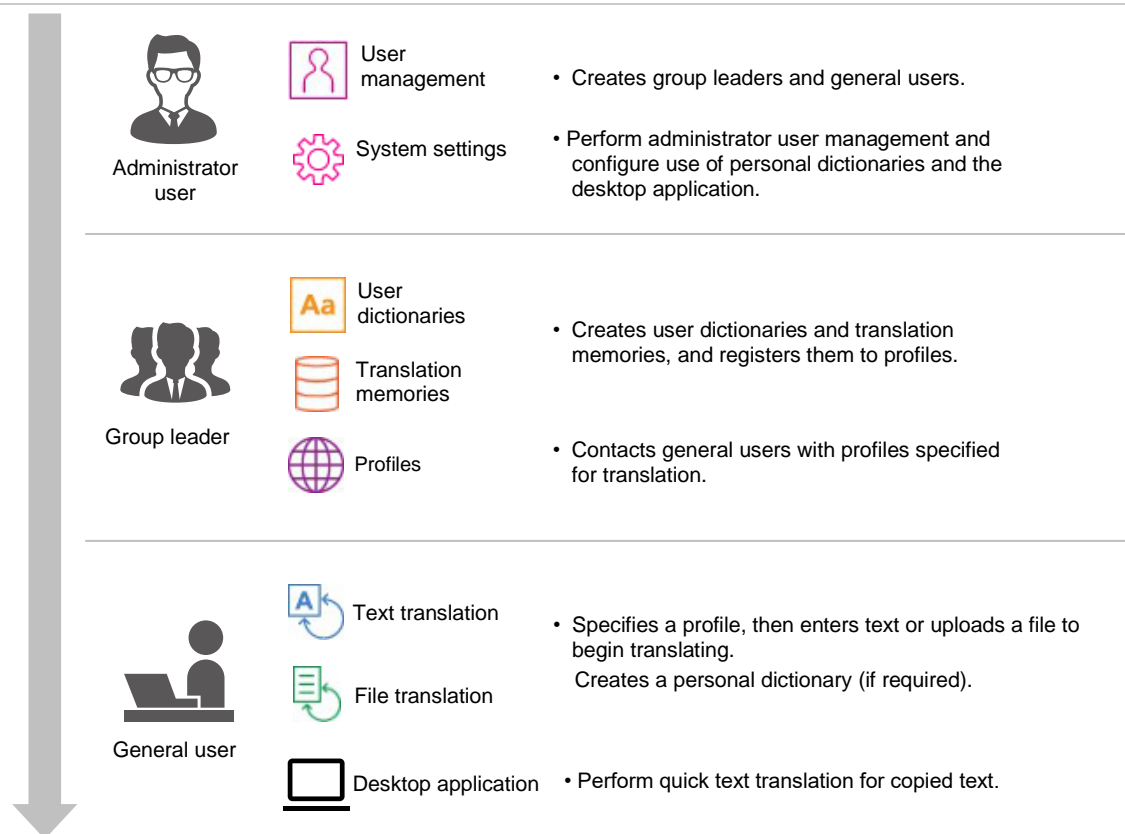 User
management
• Creates group leaders and general users.
System settings
• Perform administrator user management and
configure use of personal dictionaries and the
desktop application.
Administrator
user
User
dictionaries
Aa
• Creates user dictionaries and translation
memories, and registers them to profiles.
Translation
memories
Group leader
Profiles
• Contacts general users with profiles specified
for translation.
A
Text translation
• Specifies a profile, then enters text or uploads a file to
begin translating.
Creates a personal dictionary (if required).
File translation
General user
Desktop application
• Perform quick text translation for copied text.